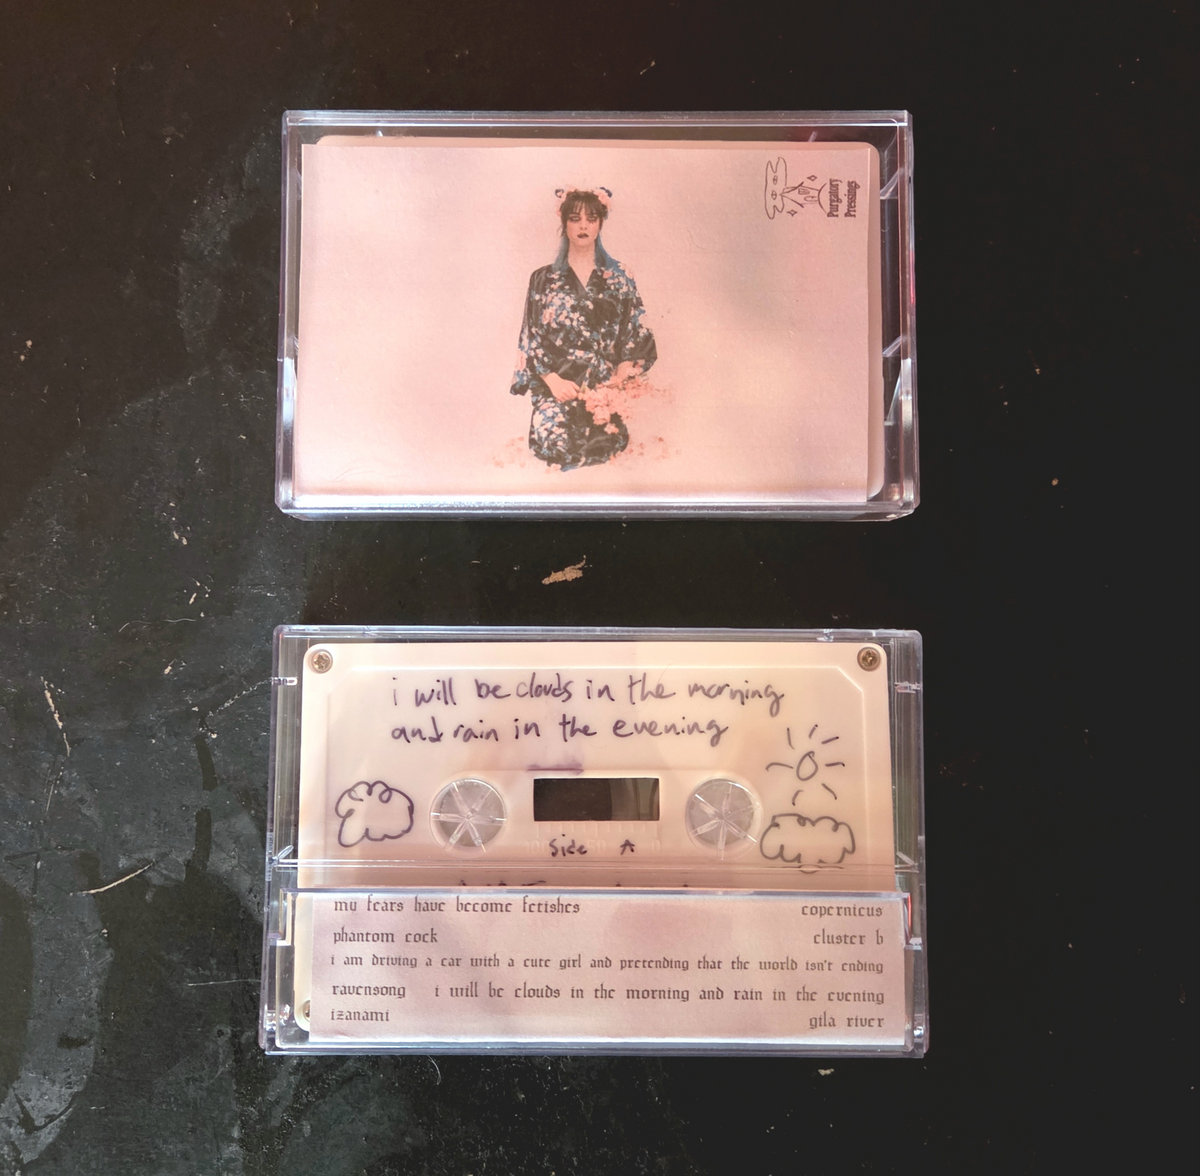 Purgatory
Pressings
i will be clouds in the morning
and rain in the evening
Side A
my fears have become fetishes copernicus
phantom cock cluster b
i am driving a car with a cute girl and pretending that the world isn't ending
ravensong i will be clouds in the morning and rain in the evening
izanami gila river